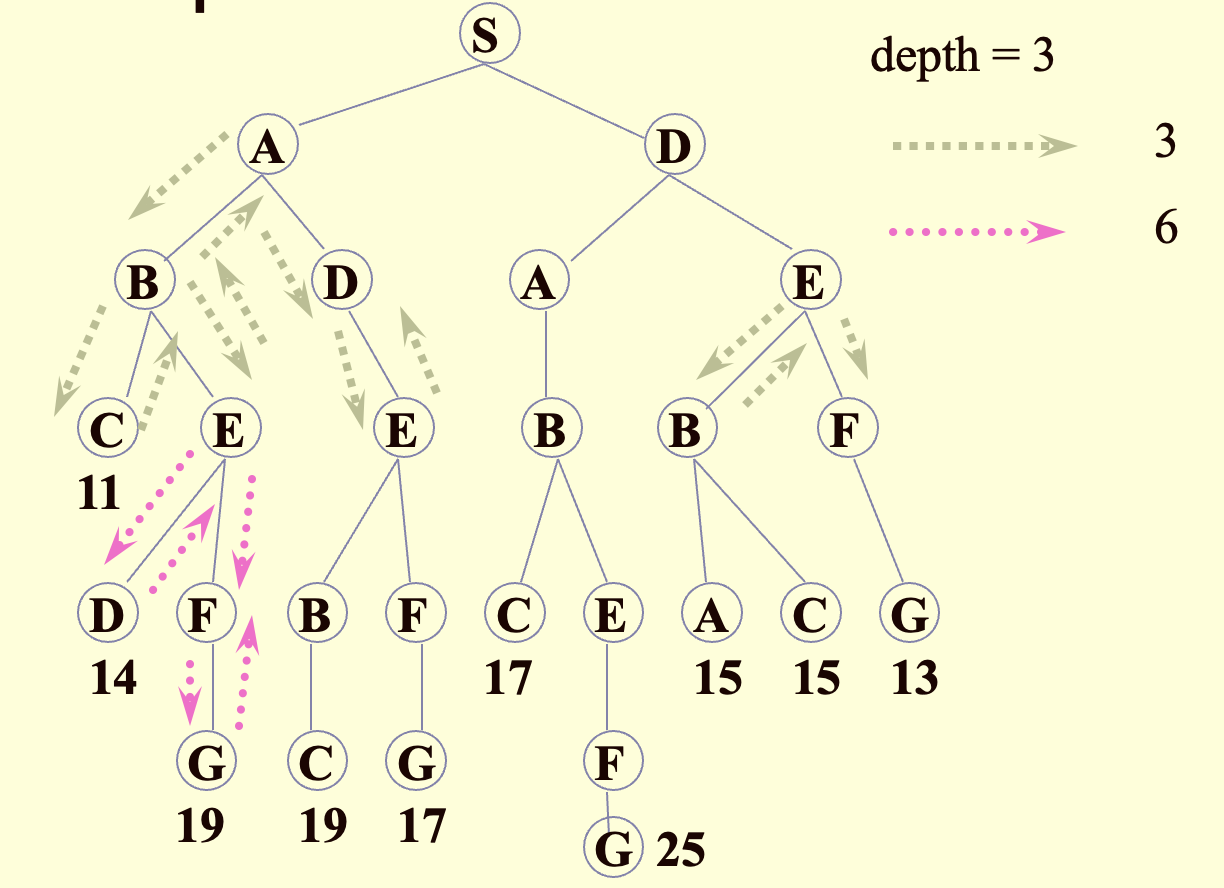 S
depth = 3
A D
3
6
B D A E
C E E B B F
11
D F B F C E A C G
14 17 15 15 13
G C G F
19 19 17
G 25